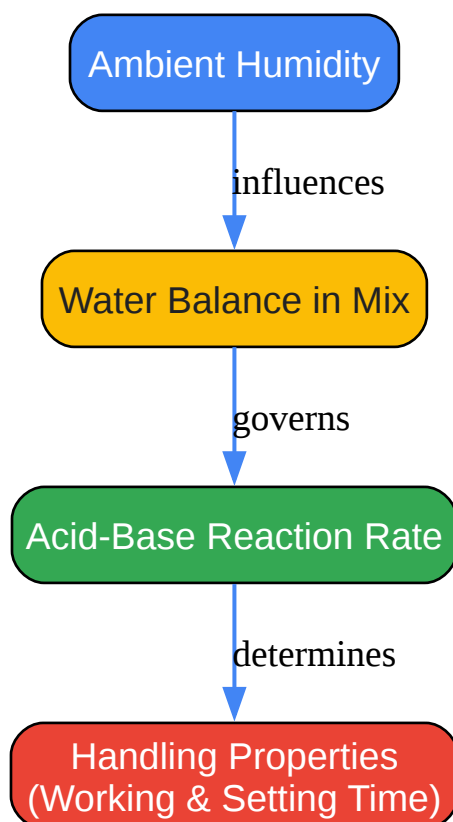 Ambient Humidity
influences
Water Balance in Mix
governs
Acid-Base Reaction Rate
determines
Handling Properties
(Working & Setting Time)